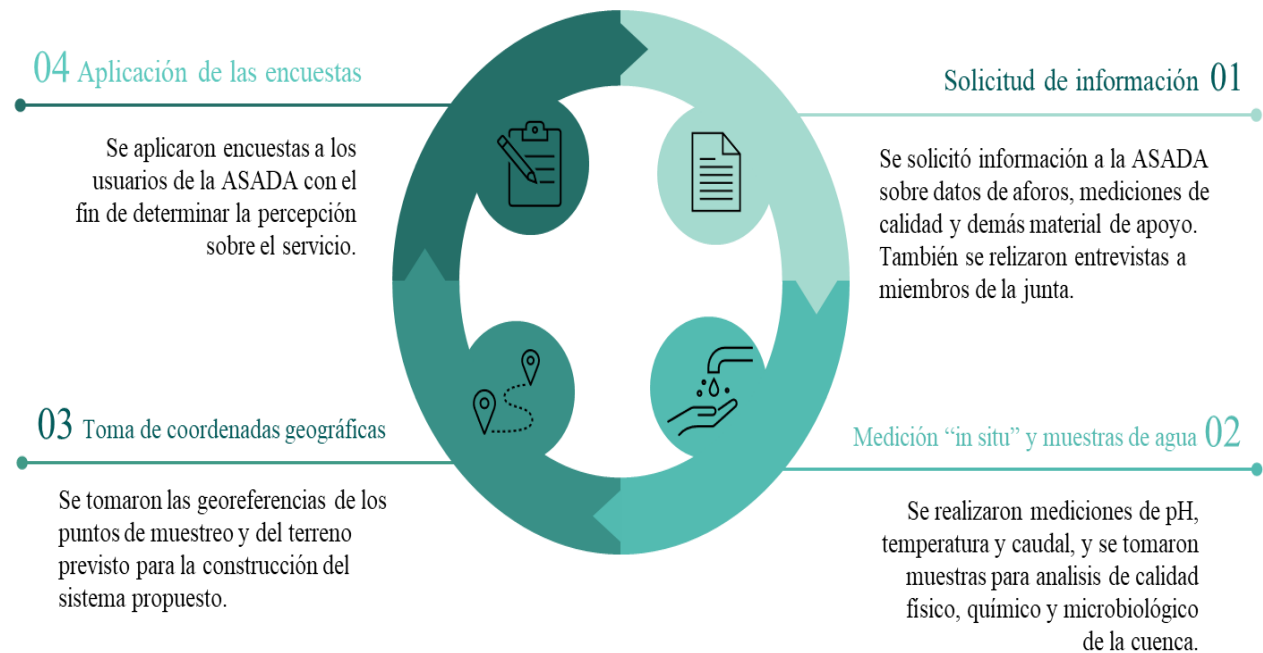 Solicitud de información 01
Se solicitó información a la ASADA
sobre datos de aforos, mediciones de
calidad y demás material de apoyo.
También se relizaron entrevistas a
miembros de la junta.
Medición “in situ” y muestras de agua 02
Se realizaron mediciones de pH,
temperatura y caudal, y se tomaron
muestras para analisis de calidad
físico, químico y microbiológico
de la cuenca.
03 Toma de coordenadas geográficas
Se tomaron las georeferencias de los
puntos de muestreo y del terreno
previsto para la construcción del
sistema propuesto.
04 Aplicación de las encuestas
Se aplicaron encuestas a los
usuarios de la ASADA con el
fin de determinar la percepción
sobre el servicio.